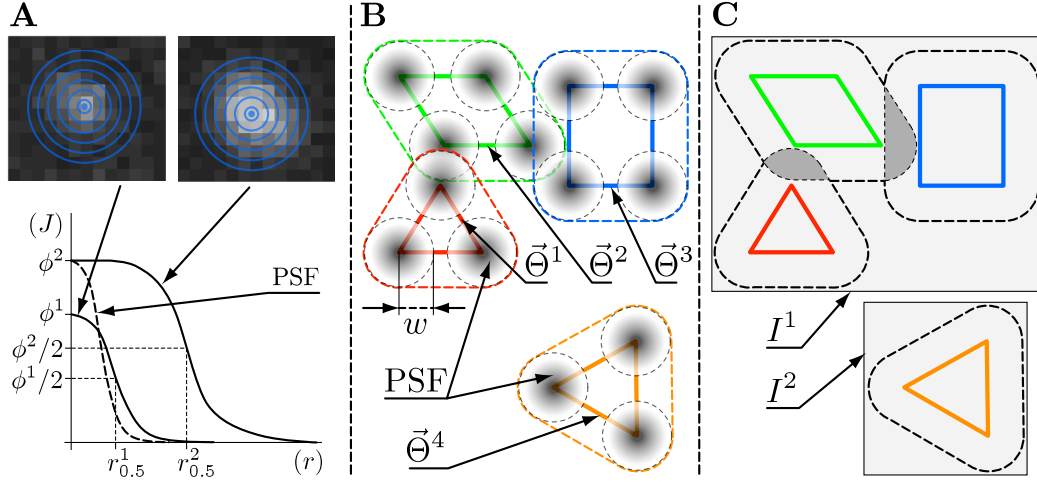 A
(J)
ϕ²
PSF
ϕ¹
ϕ²/2
ϕ¹/2
r¹₀.₅ r²₀.₅ (r)
B
Θ⃗¹ Θ⃗² Θ⃗³
w
PSF
Θ⃗⁴
C
I¹
I²